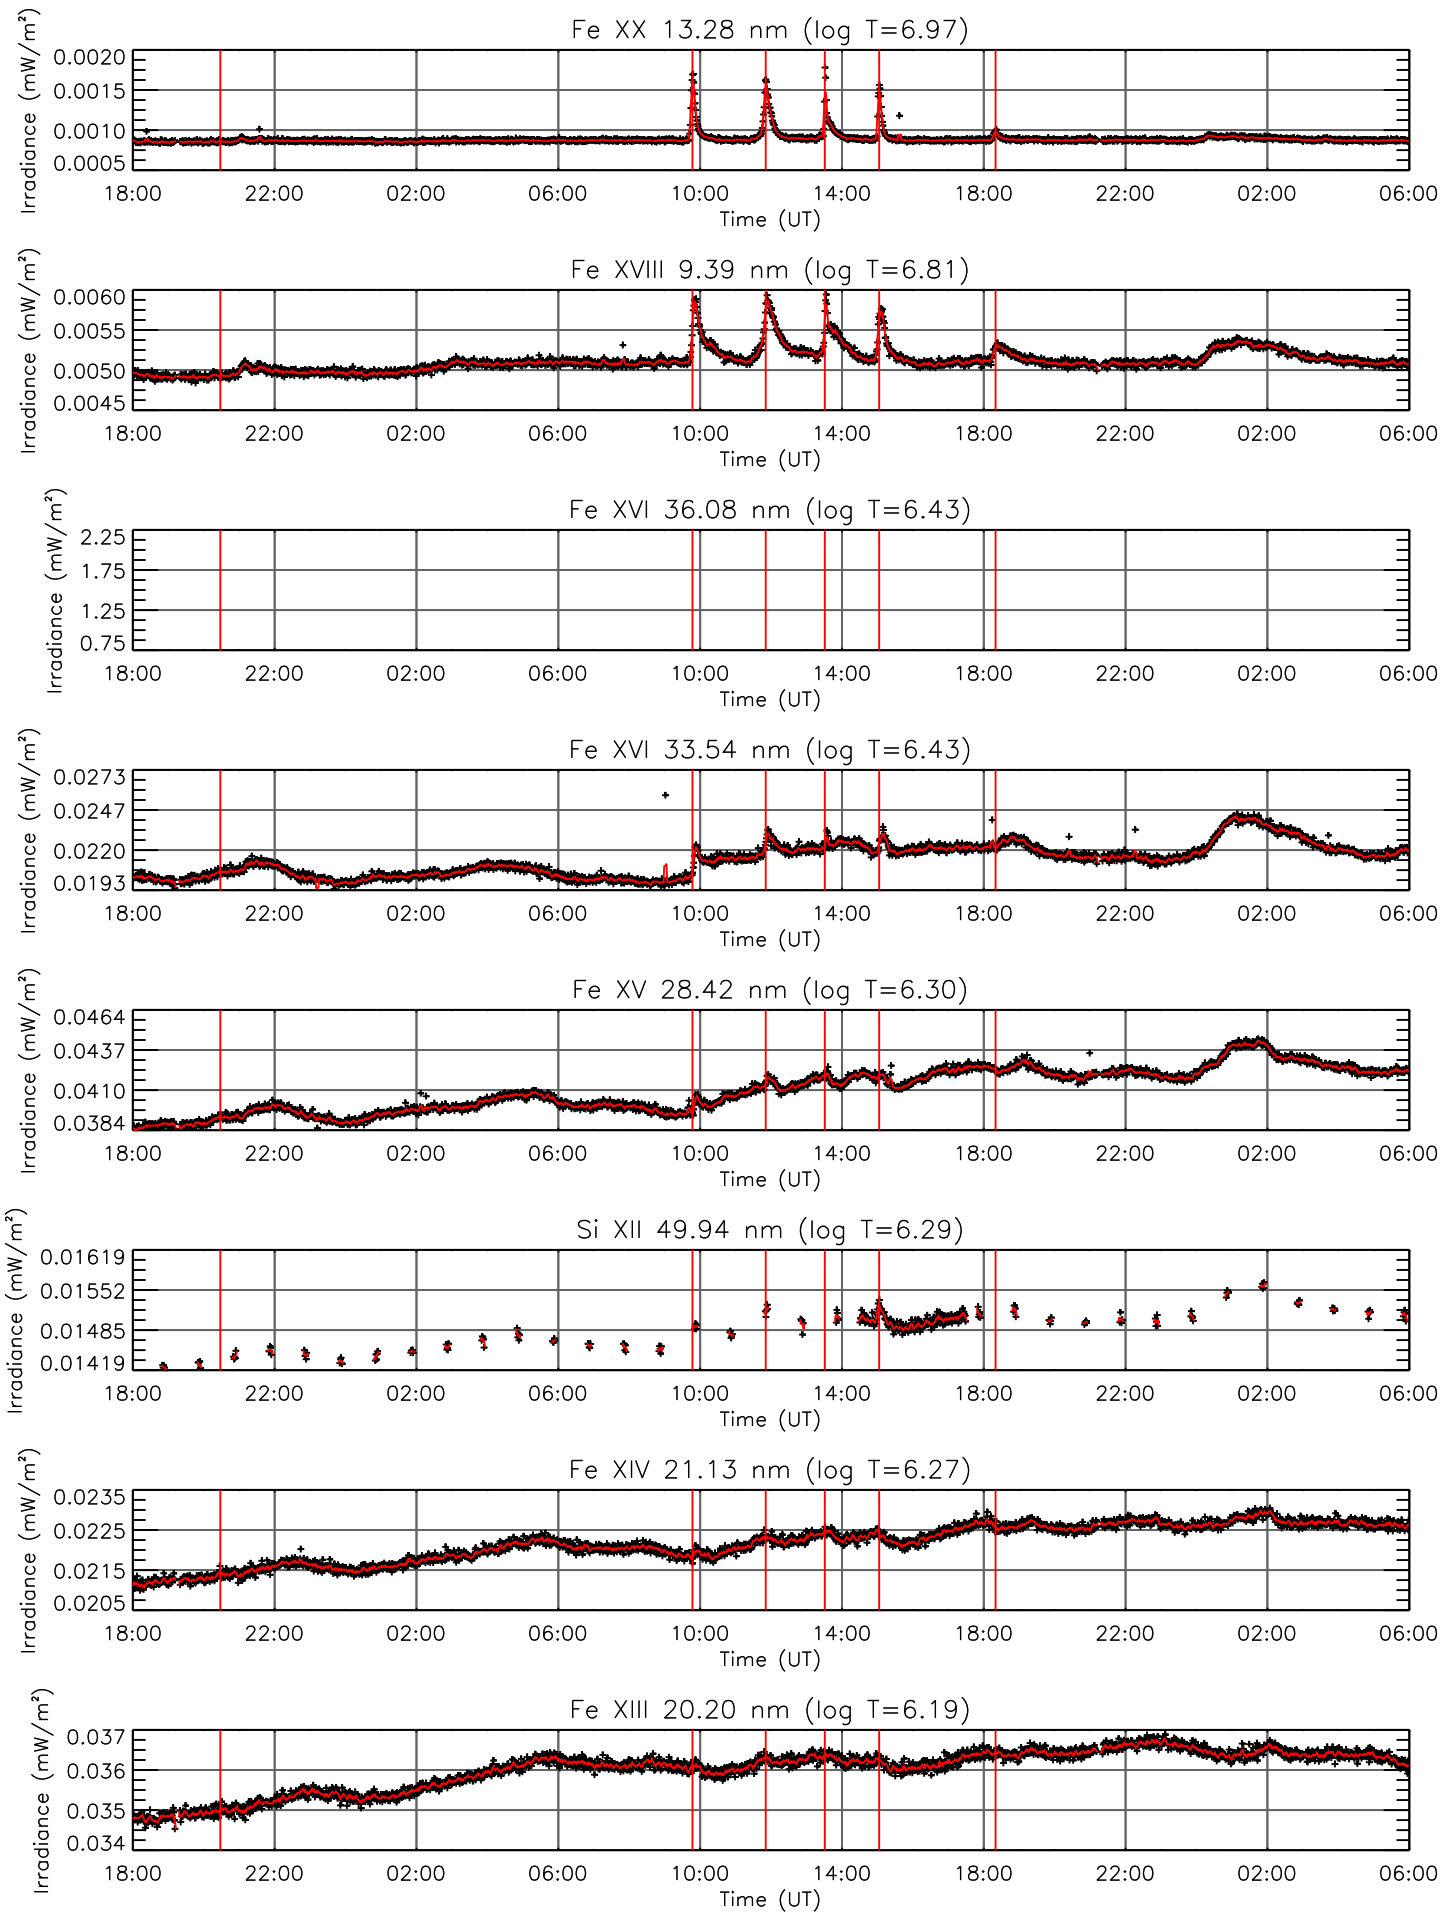 Fe XX 13.28 nm (log T=6.97)
Irradiance (mW/m²)
0.0020
0.0015
0.0010
0.0005
18:00 22:00 02:00 06:00 10:00 14:00 18:00 22:00 02:00 06:00
Time (UT)
Fe XVIII 9.39 nm (log T=6.81)
Irradiance (mW/m²)
0.0060
0.0055
0.0050
0.0045
18:00 22:00 02:00 06:00 10:00 14:00 18:00 22:00 02:00 06:00
Time (UT)
Fe XVI 36.08 nm (log T=6.43)
Irradiance (mW/m²)
2.25
1.75
1.25
0.75
18:00 22:00 02:00 06:00 10:00 14:00 18:00 22:00 02:00 06:00
Time (UT)
Fe XVI 33.54 nm (log T=6.43)
Irradiance (mW/m²)
0.0273
0.0247
0.0220
0.0193
18:00 22:00 02:00 06:00 10:00 14:00 18:00 22:00 02:00 06:00
Time (UT)
Fe XV 28.42 nm (log T=6.30)
Irradiance (mW/m²)
0.0464
0.0437
0.0410
0.0384
18:00 22:00 02:00 06:00 10:00 14:00 18:00 22:00 02:00 06:00
Time (UT)
Si XII 49.94 nm (log T=6.29)
Irradiance (mW/m²)
0.01619
0.01552
0.01485
0.01419
18:00 22:00 02:00 06:00 10:00 14:00 18:00 22:00 02:00 06:00
Time (UT)
Fe XIV 21.13 nm (log T=6.27)
Irradiance (mW/m²)
0.0235
0.0225
0.0215
0.0205
18:00 22:00 02:00 06:00 10:00 14:00 18:00 22:00 02:00 06:00
Time (UT)
Fe XIII 20.20 nm (log T=6.19)
Irradiance (mW/m²)
0.037
0.036
0.035
0.034
18:00 22:00 02:00 06:00 10:00 14:00 18:00 22:00 02:00 06:00
Time (UT)